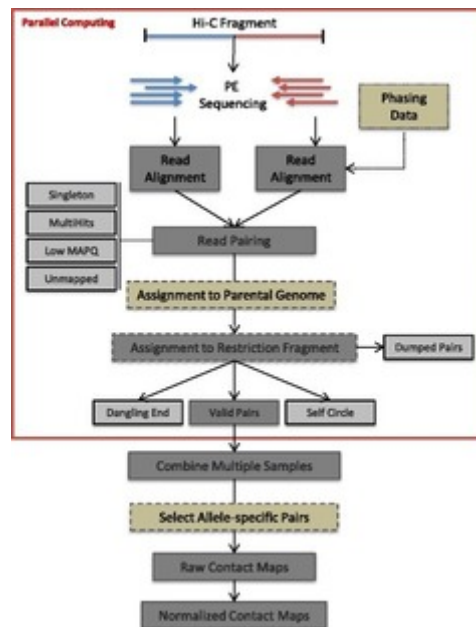 Parallel Computing
Hi-C Fragment
PE
Sequencing
Phasing
Data
Read
Alignment
Read
Alignment
Singleton
MultiHits
Low MAPQ
Unmapped
Read Pairing
Assignment to Parental Genome
Assignment to Restriction Fragment
Dumped Pairs
Dangling End
Valid Pairs
Self Circle
Combine Multiple Samples
Select Allele-specific Pairs
Raw Contact Maps
Normalized Contact Maps